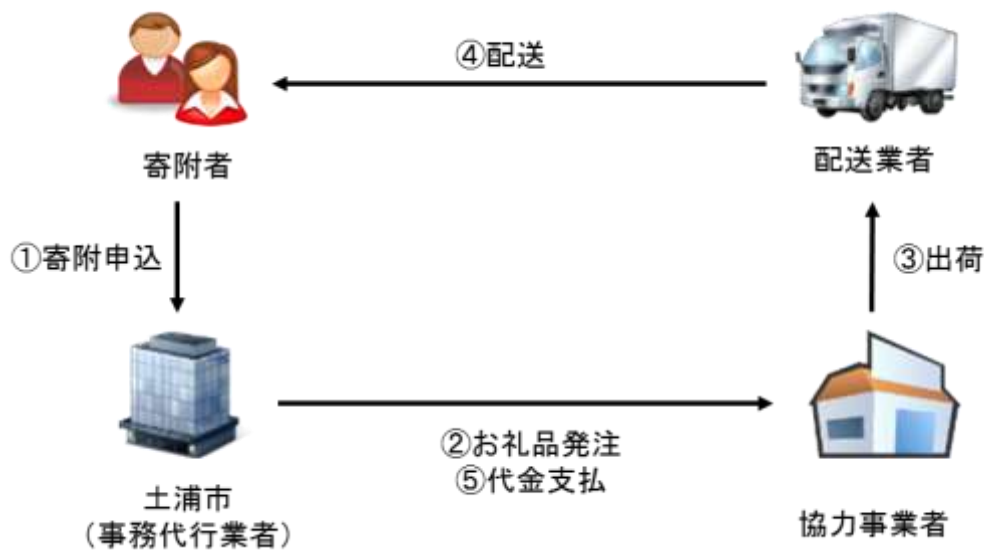 ④配送
寄附者
配送業者
①寄附申込
③出荷
②お礼品発注
⑤代金支払
土浦市
(事務代行業者)
協力事業者